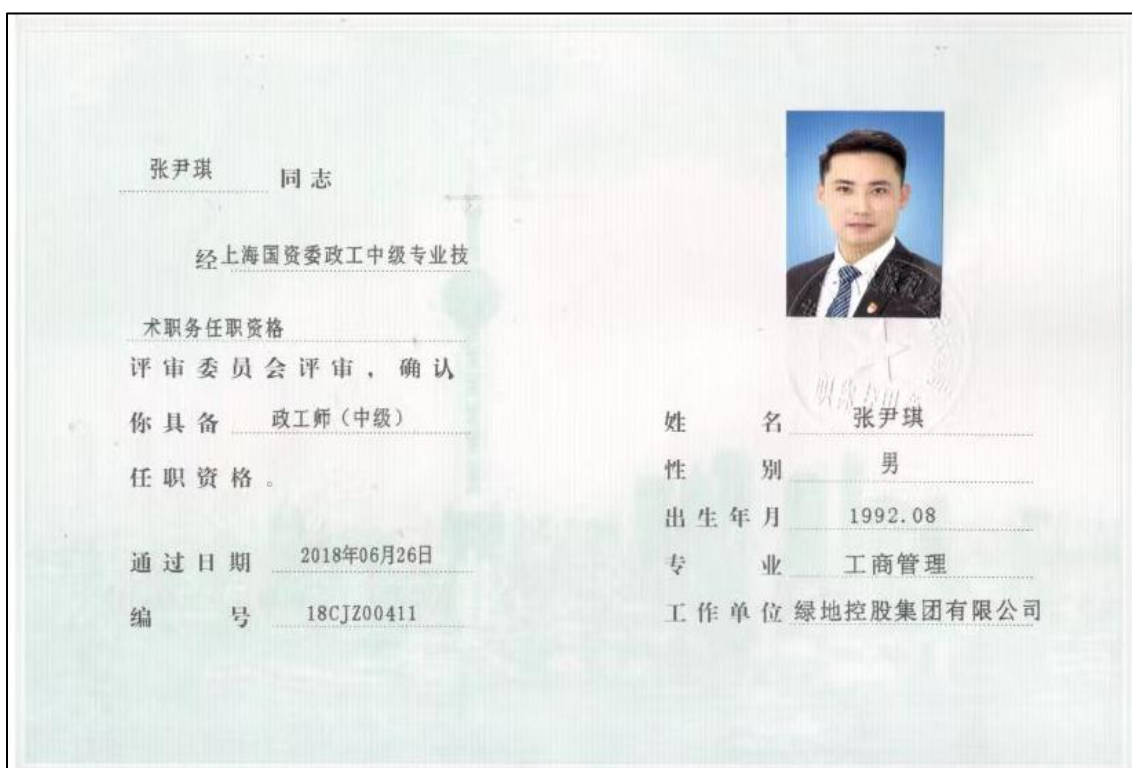 张尹琪 同志
经上海国资委政工中级专业技
术职务任职资格
评审委员会评审，确认
你具备 政工师（中级）
任职资格。
通过日期 2018年06月26日
编号 18CJZ00411
姓名 张尹琪
性别 男
出生年月 1992.08
专业 工商管理
工作单位 绿地控股集团有限公司